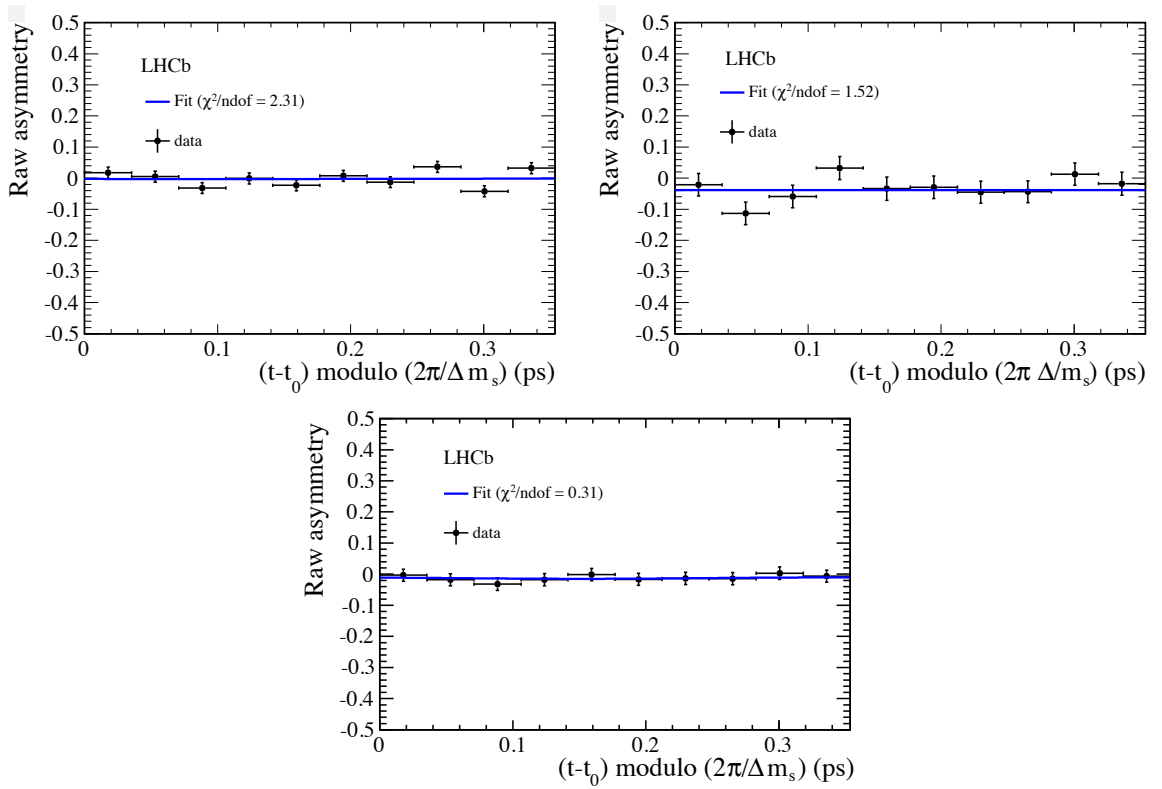 Raw asymmetry
0.5
0.4
0.3
0.2
0.1
0
-0.1
-0.2
-0.3
-0.4
-0.5
LHCb
Fit (χ²/ndof = 2.31)
data
0 0.1 0.2 0.3
(t-t₀) modulo (2π/Δ mₛ) (ps)
Raw asymmetry
0.5
0.4
0.3
0.2
0.1
0
-0.1
-0.2
-0.3
-0.4
-0.5
LHCb
Fit (χ²/ndof = 1.52)
data
0 0.1 0.2 0.3
(t-t₀) modulo (2π Δ/mₛ) (ps)
Raw asymmetry
0.5
0.4
0.3
0.2
0.1
0
-0.1
-0.2
-0.3
-0.4
-0.5
LHCb
Fit (χ²/ndof = 0.31)
data
0 0.1 0.2 0.3
(t-t₀) modulo (2π/Δ mₛ) (ps)